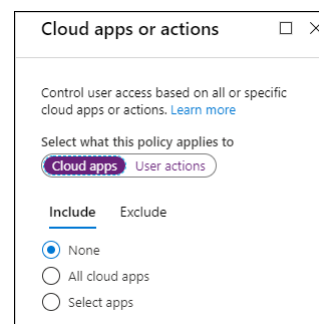 Cloud apps or actions
Control user access based on all or specific
cloud apps or actions. Learn more
Select what this policy applies to
Cloud apps User actions
Include Exclude
None
All cloud apps
Select apps